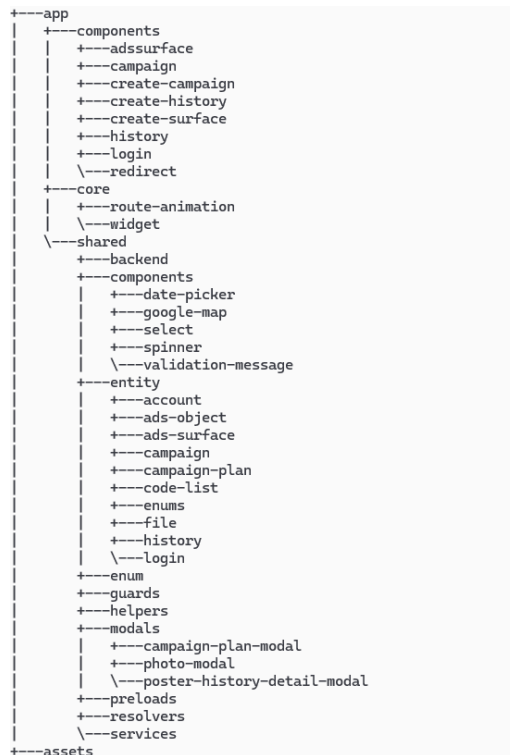 +---app
|   +---components
|   |   +---adssurface
|   |   +---campaign
|   |   +---create-campaign
|   |   +---create-history
|   |   +---create-surface
|   |   +---history
|   |   +---login
|   |   \---redirect
|   +---core
|   |   +---route-animation
|   |   \---widget
|   \---shared
|       +---backend
|       +---components
|       |   +---date-picker
|       |   +---google-map
|       |   +---select
|       |   +---spinner
|       |   \---validation-message
|       +---entity
|       |   +---account
|       |   +---ads-object
|       |   +---ads-surface
|       |   +---campaign
|       |   +---campaign-plan
|       |   +---code-list
|       |   +---enums
|       |   +---file
|       |   +---history
|       |   \---login
|       +---enum
|       +---guards
|       +---helpers
|       +---modals
|       |   +---campaign-plan-modal
|       |   +---photo-modal
|       |   \---poster-history-detail-modal
|       +---preloads
|       +---resolvers
|       \---services
+---assets